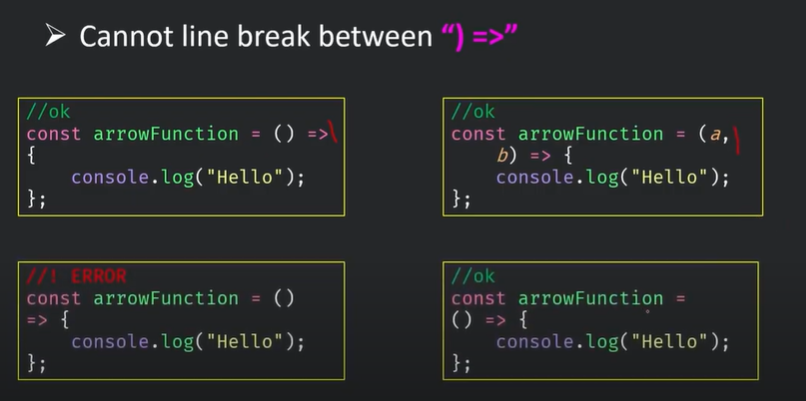 ➢ Cannot line break between “) =>”
//ok
const arrowFunction = () =>
{
    console.log("Hello");
};
//ok
const arrowFunction = (a,
    b) => {
    console.log("Hello");
};
//! ERROR
const arrowFunction = ()
=> {
    console.log("Hello");
};
//ok
const arrowFunction =
() => {
    console.log("Hello");
};